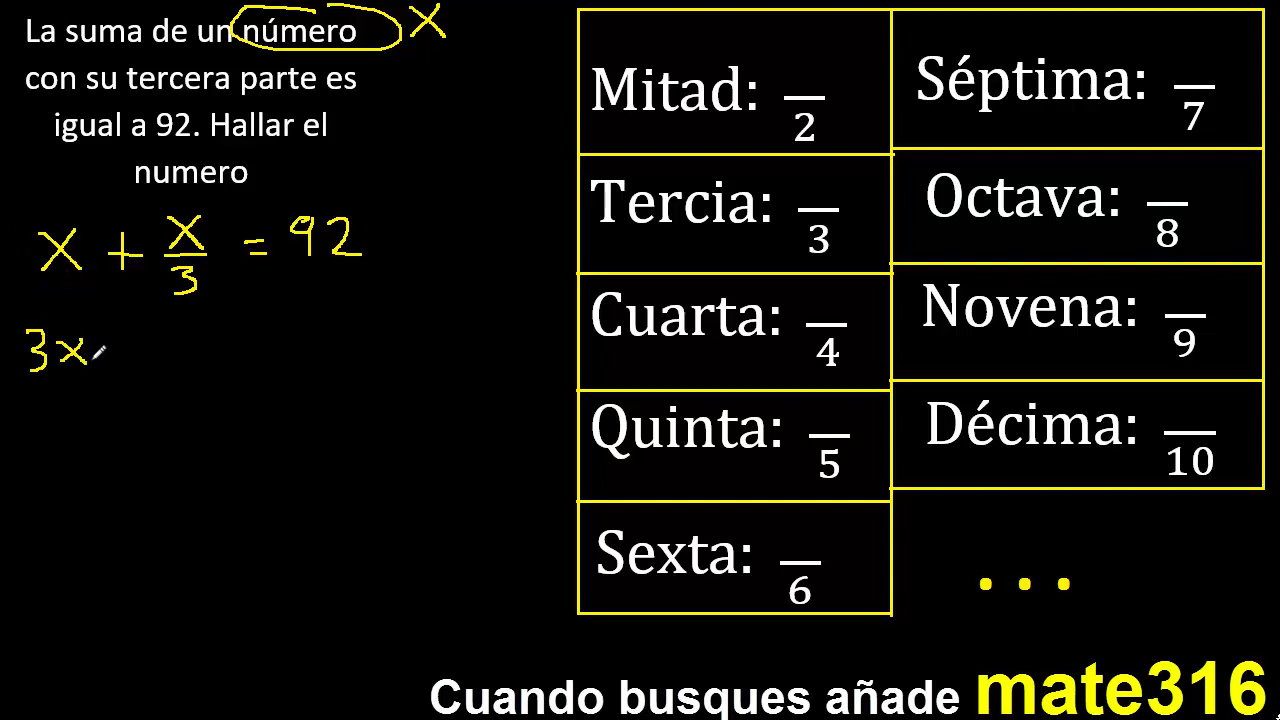 La suma de un número x
con su tercera parte es
igual a 92. Hallar el
numero
x + x/3 = 92
3x
Mitad: _/2
Tercia: _/3
Cuarta: _/4
Quinta: _/5
Sexta: _/6
Séptima: _/7
Octava: _/8
Novena: _/9
Décima: _/10
...
Cuando busques añade mate316